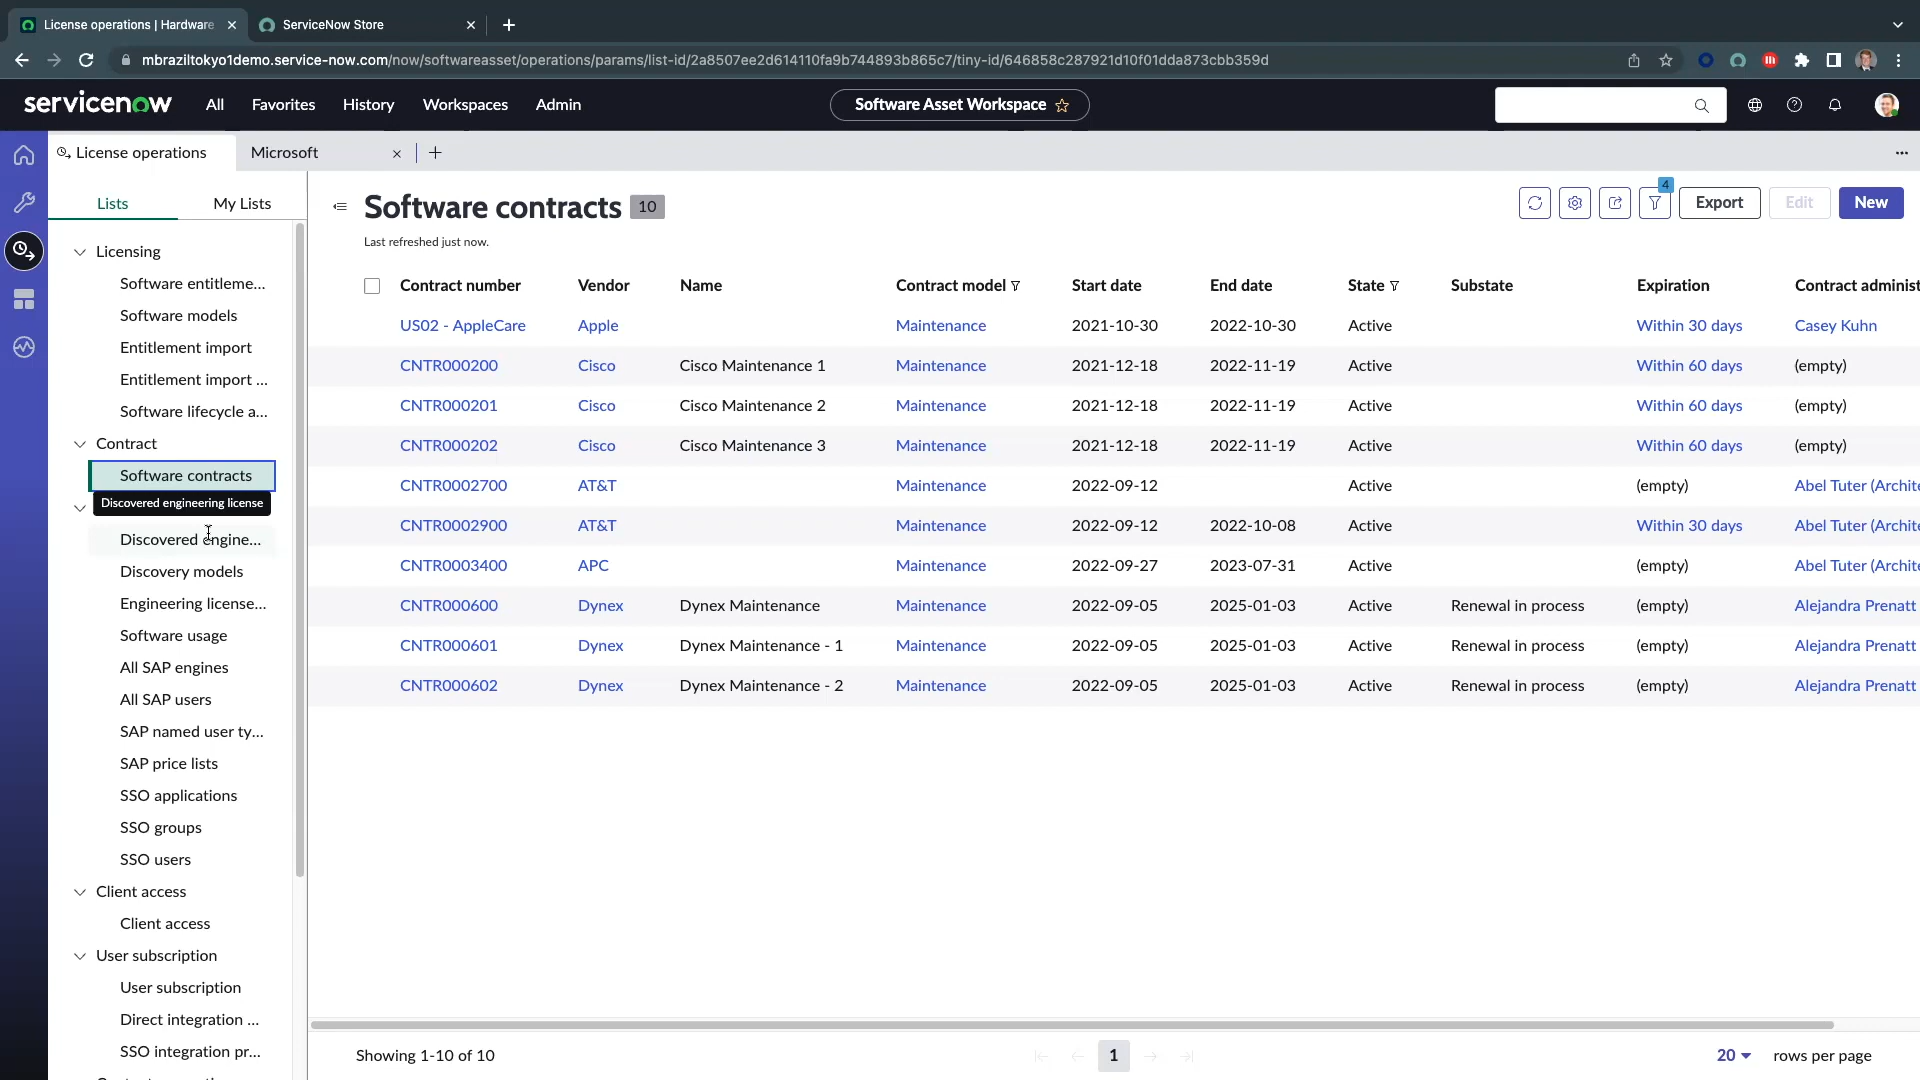 License operations | Hardware
ServiceNow Store
mbraziltokyo1demo.service-now.com/now/softwareasset/operations/params/list-id/2a8507ee2d614110fa9b744893b865c7/tiny-id/646858c287921d10f01dda873cbb359d
servicenow
All
Favorites
History
Workspaces
Admin
Software Asset Workspace
License operations
Microsoft
Lists
My Lists
Licensing
Software entitleme...
Software models
Entitlement import
Entitlement import ...
Software lifecycle a...
Contract
Software contracts
Discovered engineering license
Discovered engine...
Discovery models
Engineering license...
Software usage
All SAP engines
All SAP users
SAP named user ty...
SAP price lists
SSO applications
SSO groups
SSO users
Client access
Client access
User subscription
User subscription
Direct integration ...
SSO integration pr...
Software contracts 10
Last refreshed just now.
4
Export
Edit
New
Contract number Vendor Name Contract model Start date End date State Substate Expiration Contract administ
US02 - AppleCare Apple Maintenance 2021-10-30 2022-10-30 Active Within 30 days Casey Kuhn
CNTR000200 Cisco Cisco Maintenance 1 Maintenance 2021-12-18 2022-11-19 Active Within 60 days (empty)
CNTR000201 Cisco Cisco Maintenance 2 Maintenance 2021-12-18 2022-11-19 Active Within 60 days (empty)
CNTR000202 Cisco Cisco Maintenance 3 Maintenance 2021-12-18 2022-11-19 Active Within 60 days (empty)
CNTR0002700 AT&T Maintenance 2022-09-12 Active (empty) Abel Tuter (Archite
CNTR0002900 AT&T Maintenance 2022-09-12 2022-10-08 Active Within 30 days Abel Tuter (Archite
CNTR0003400 APC Maintenance 2022-09-27 2023-07-31 Active (empty) Abel Tuter (Archite
CNTR000600 Dynex Dynex Maintenance Maintenance 2022-09-05 2025-01-03 Active Renewal in process (empty) Alejandra Prenatt
CNTR000601 Dynex Dynex Maintenance - 1 Maintenance 2022-09-05 2025-01-03 Active Renewal in process (empty) Alejandra Prenatt
CNTR000602 Dynex Dynex Maintenance - 2 Maintenance 2022-09-05 2025-01-03 Active Renewal in process (empty) Alejandra Prenatt
Showing 1-10 of 10
1
20 rows per page